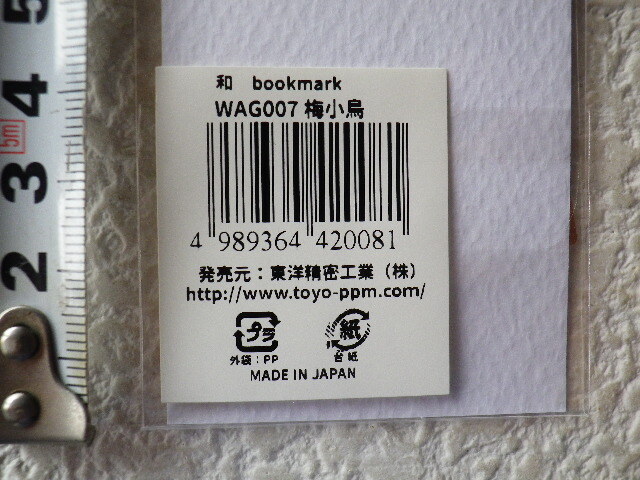 和 bookmark
WAG007 梅小鳥
4 989364 420081
発売元：東洋精密工業（株）
http://www.toyo-ppm.com/
プラ 紙
外袋：PP 台紙
MADE IN JAPAN
5
4
5m
3
2